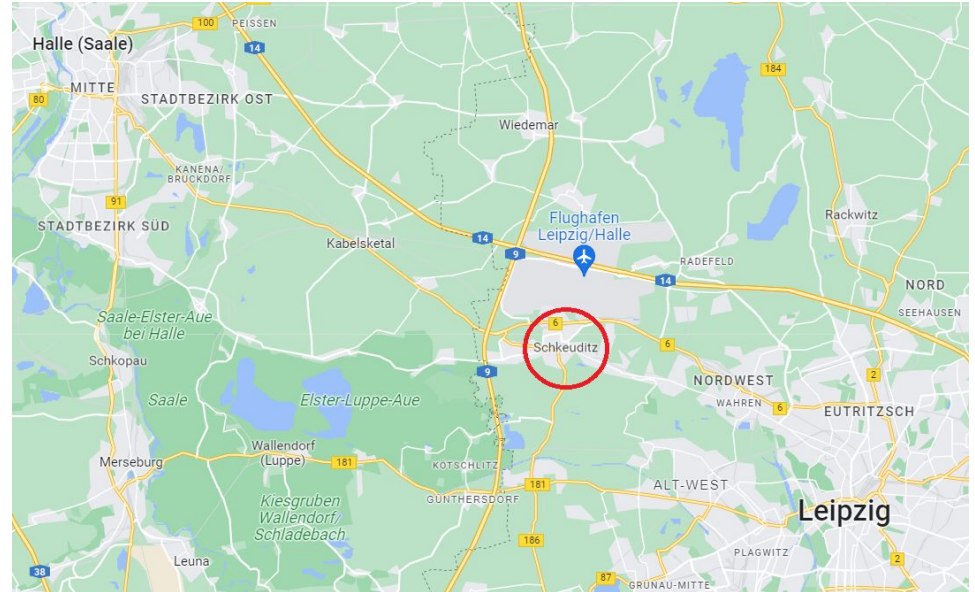 100
PEISSEN
Halle (Saale)
14
MITTE
184
80
STADTBEZIRK OST
Wiedemar
KANENA/
BRUCKDORF
91
Flughafen
Leipzig/Halle
Rackwitz
STADTBEZIRK SÜD
Kabelsketal
14
9
RADEFELD
14
NORD
SEEHAUSEN
Saale-Elster-Aue
bei Halle
6
Schkeuditz
6
Schkopau
9
2
NORDWEST
Saale
Elster-Luppe-Aue
WAHREN
6
EUTRITZSCH
Wallendorf
(Luppe)
Merseburg
181
KÖTSCHLITZ
181
ALT-WEST
GÜNTHERSDORF
Kiesgruben
Wallendorf/
Schladebach
Leipzig
186
PLAGWITZ
2
Leuna
38
87
GRÜNAU-MITTE